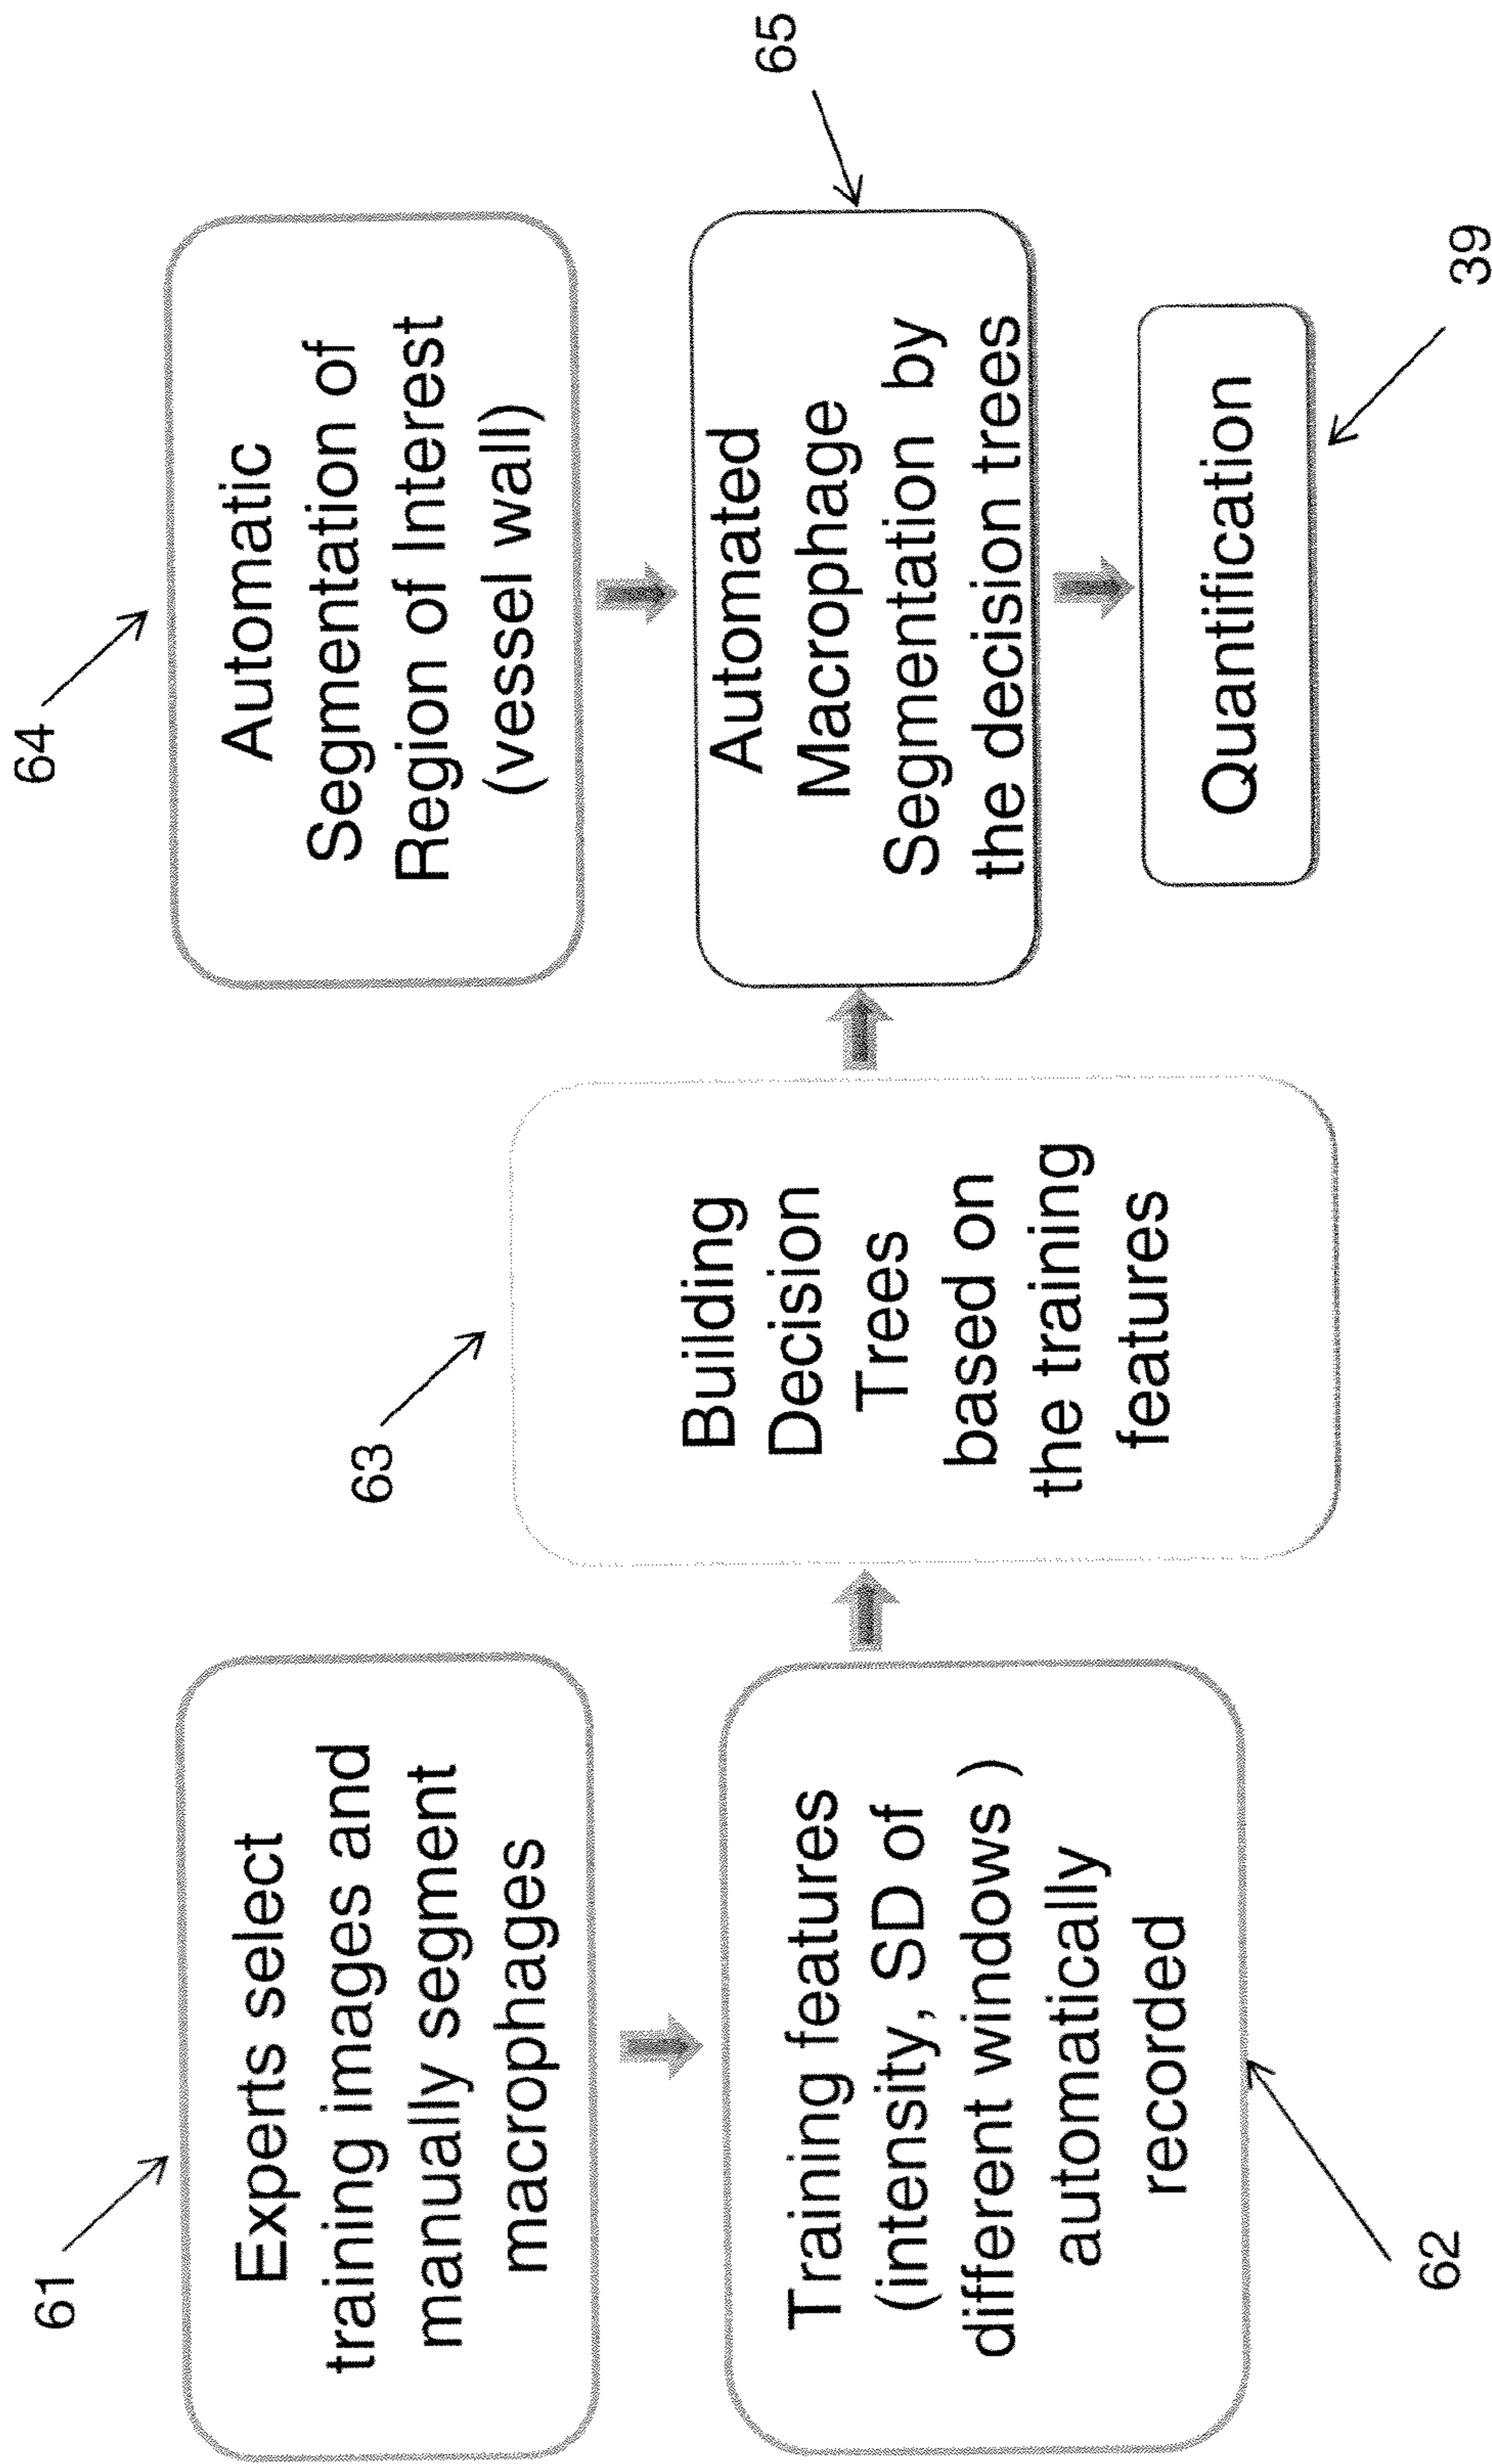 61
Experts select
training images and
manually segment
macrophages
Training features
(intensity, SD of
different windows )
automatically
recorded
62
63
Building
Decision
Trees
based on
the training
features
64
Automatic
Segmentation of
Region of Interest
(vessel wall)
65
Automated
Macrophage
Segmentation by
the decision trees
Quantification
39